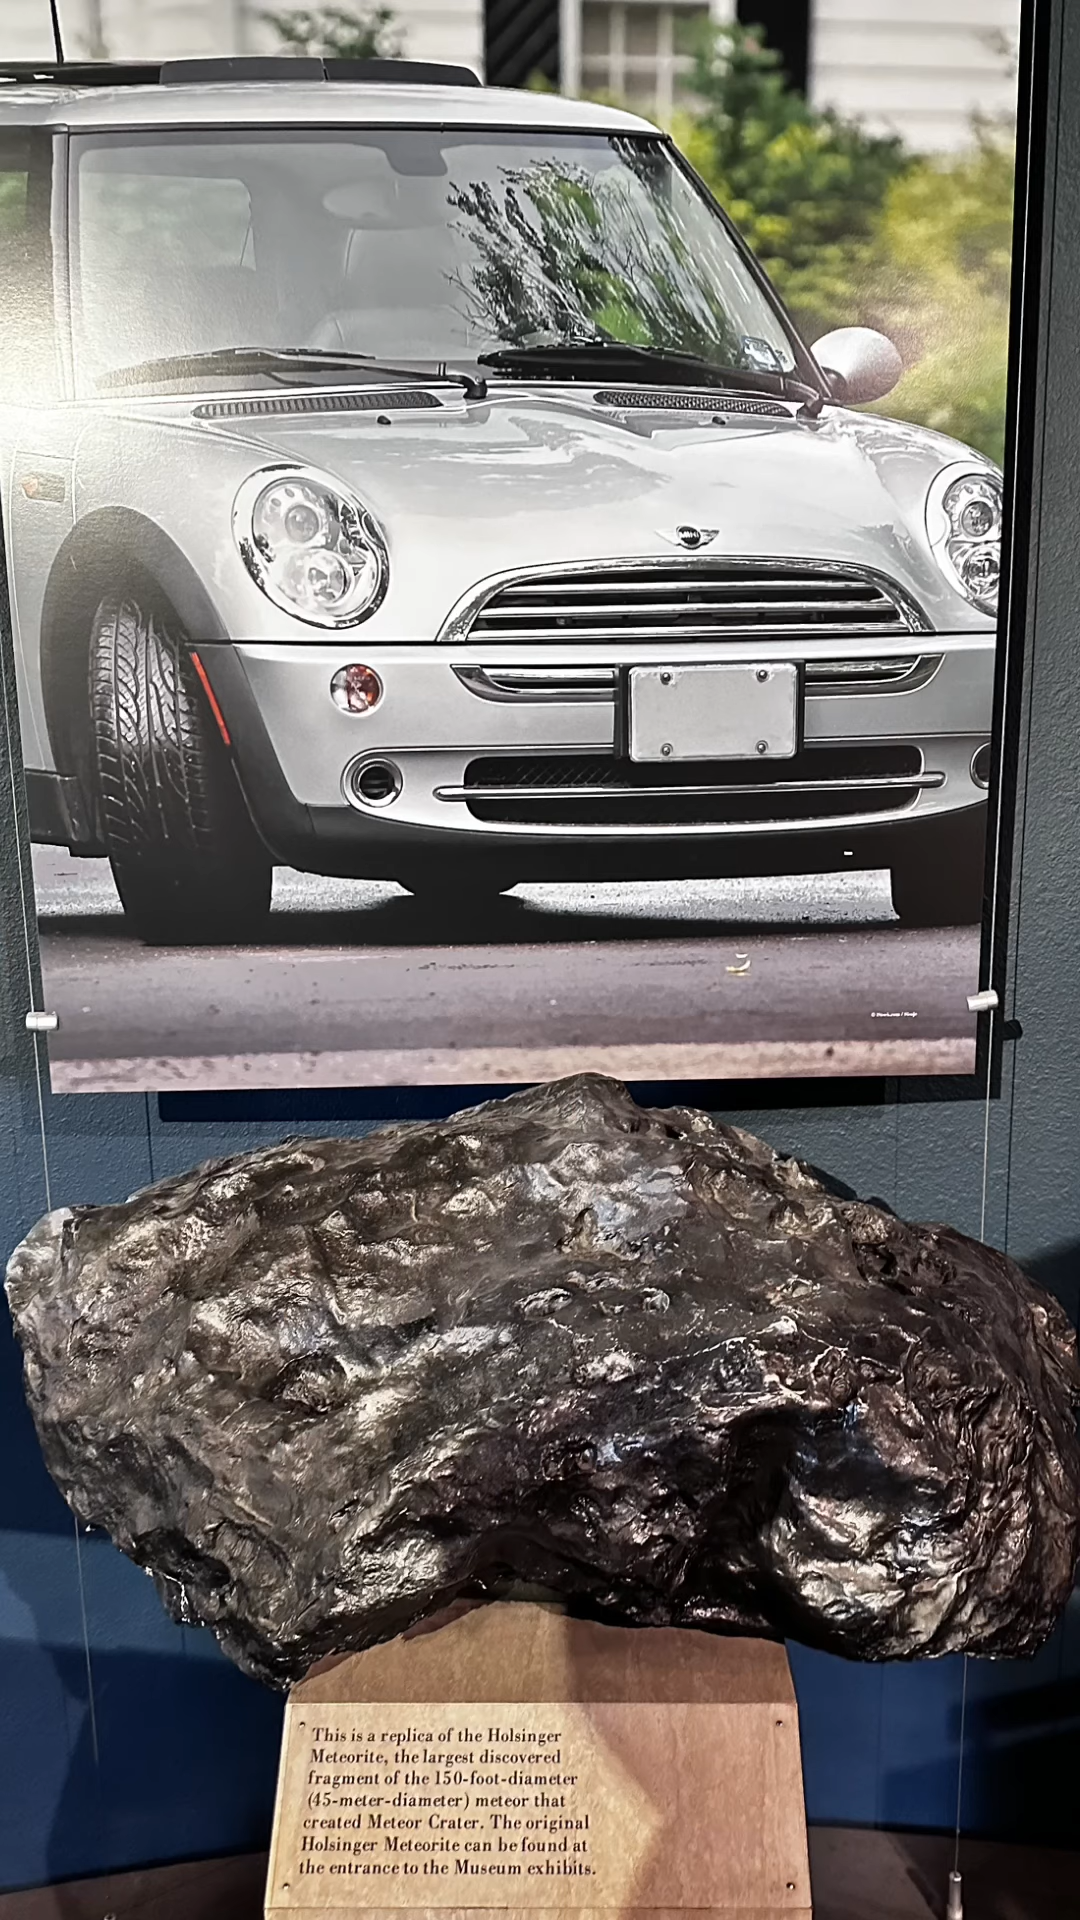 MINI
This is a replica of the Holsinger
Meteorite, the largest discovered
fragment of the 150-foot-diameter
(45-meter-diameter) meteor that
created Meteor Crater. The original
Holsinger Meteorite can be found at
the entrance to the Museum exhibits.